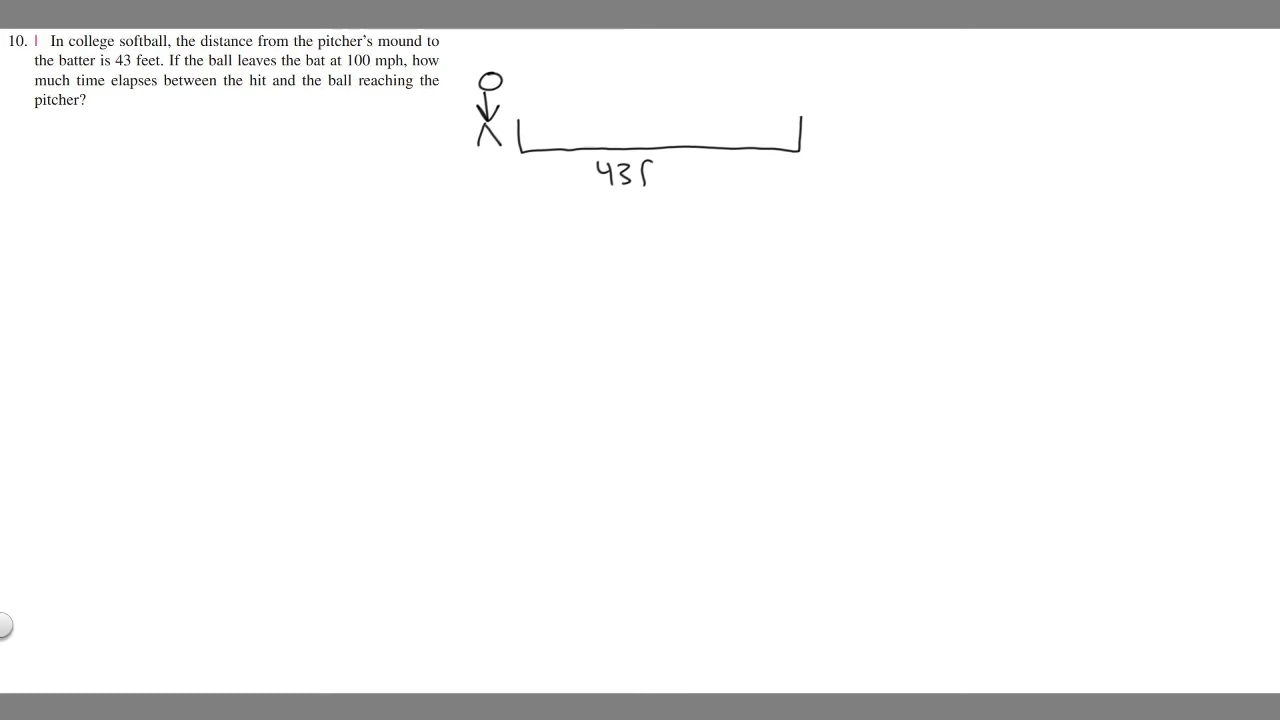 10. | In college softball, the distance from the pitcher's mound to
the batter is 43 feet. If the ball leaves the bat at 100 mph, how
much time elapses between the hit and the ball reaching the
pitcher?
43f